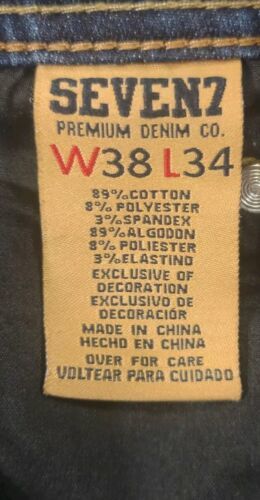 SEVEN7
PREMIUM DENIM CO.
W38 L34
89%COTTON
8%POLYESTER
3%SPANDEX
89%ALGODON
8%POLIESTER
3%ELASTINO
EXCLUSIVE OF
DECORATION
EXCLUSIVO DE
DECORACIÓN
MADE IN CHINA
HECHO EN CHINA
OVER FOR CARE
VOLTEAR PARA CUIDADO